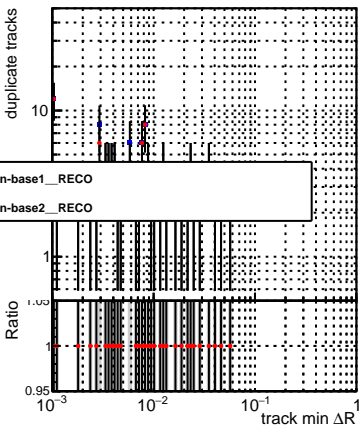 duplicate tracks
10
n-base1__RECO
n-base2__RECO
1
Ratio
1.05
1
0.95
10⁻³ 10⁻² 10⁻¹ 1
track min ΔR